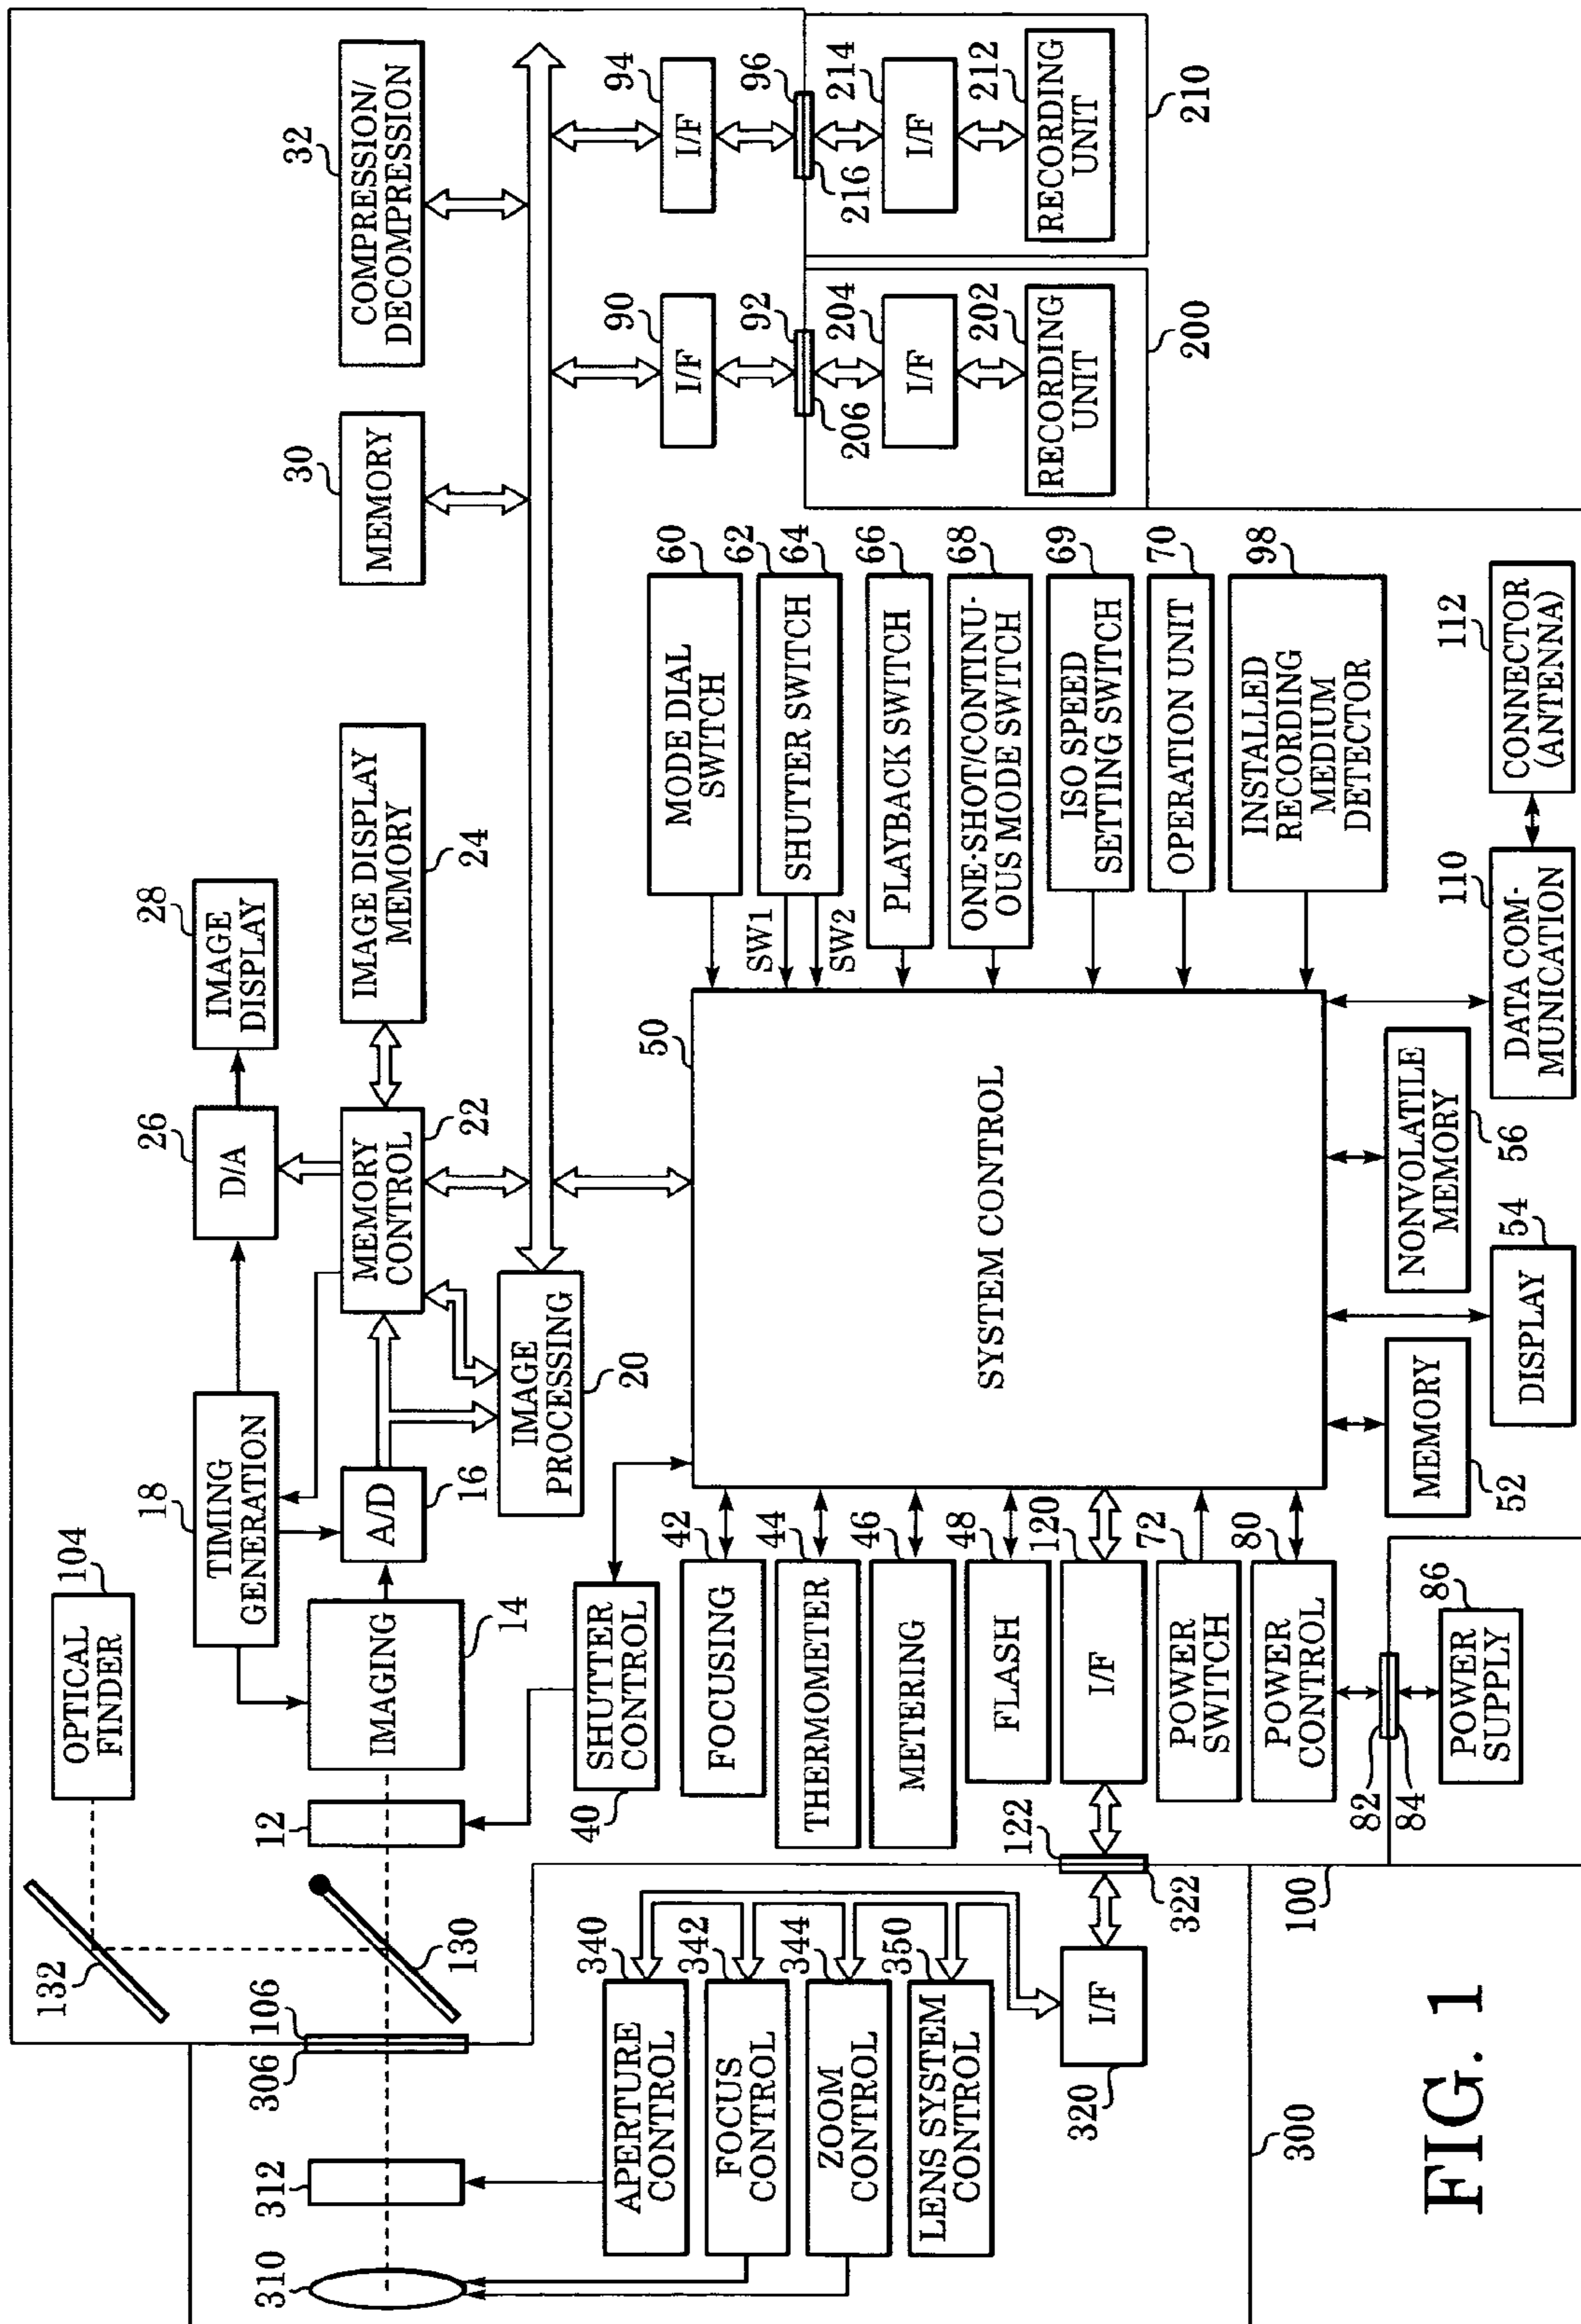 132
104
OPTICAL
FINDER
18
TIMING
GENERATION
26
D/A
28
IMAGE
DISPLAY
30
MEMORY
32
COMPRESSION/
DECOMPRESSION
310
312
306
106
130
12
IMAGING
14
A/D
16
MEMORY
CONTROL
22
IMAGE DISPLAY
MEMORY
24
IMAGE
PROCESSING
20
SHUTTER
CONTROL
40
340
APERTURE
CONTROL
342
FOCUS
CONTROL
344
ZOOM
CONTROL
350
LENS SYSTEM
CONTROL
I/F
320
322
122
42
FOCUSING
44
THERMOMETER
46
METERING
48
FLASH
120
I/F
72
POWER
SWITCH
80
POWER
CONTROL
82
84
86
POWER
SUPPLY
50
SYSTEM CONTROL
60
MODE DIAL
SWITCH
62
SHUTTER SWITCH
64
SW1
SW2
66
PLAYBACK SWITCH
68
ONE-SHOT/CONTINU-
OUS MODE SWITCH
69
ISO SPEED
SETTING SWITCH
70
OPERATION UNIT
98
INSTALLED
RECORDING
MEDIUM
DETECTOR
90
I/F
92
206
204
I/F
202
RECORDING
UNIT
200
94
I/F
96
216
214
I/F
212
RECORDING
UNIT
210
MEMORY
52
54
DISPLAY
NONVOLATILE
MEMORY
56
110
DATA COM-
MUNICATION
112
CONNECTOR
(ANTENNA)
100
300
FIG. 1